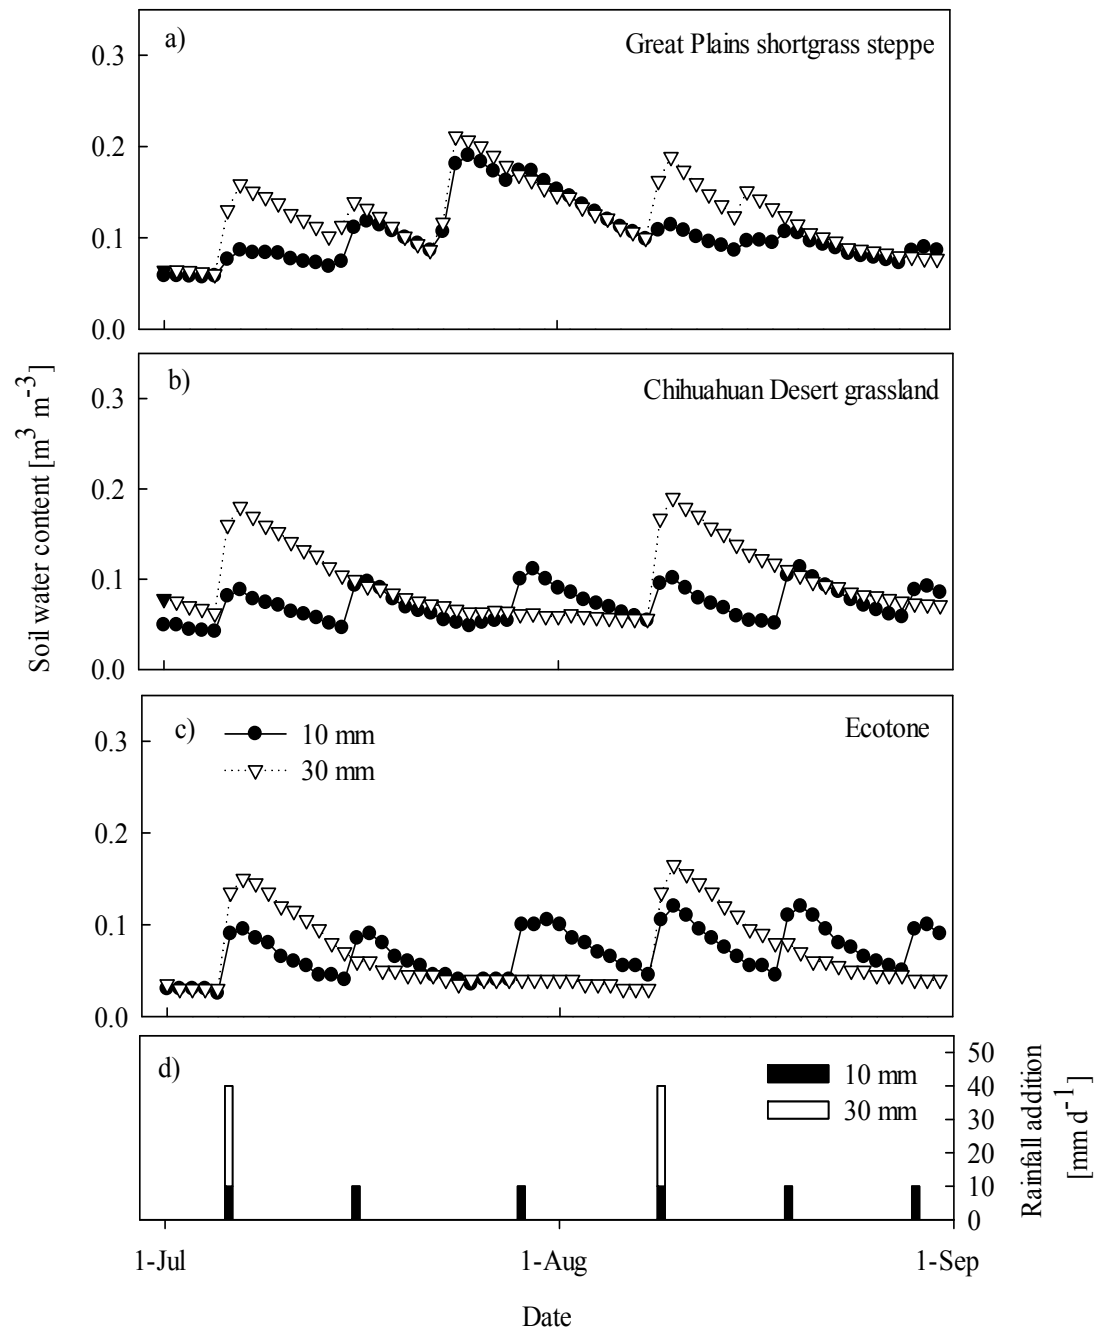 a)
Great Plains shortgrass steppe
0.3
0.2
0.1
0.0
b)
Chihuahuan Desert grassland
0.3
0.2
0.1
0.0
Soil water content [m³ m⁻³]
c)
10 mm
30 mm
Ecotone
0.3
0.2
0.1
0.0
d)
10 mm
30 mm
50
40
30
20
10
0
Rainfall addition
[mm d⁻¹]
1-Jul
1-Aug
1-Sep
Date